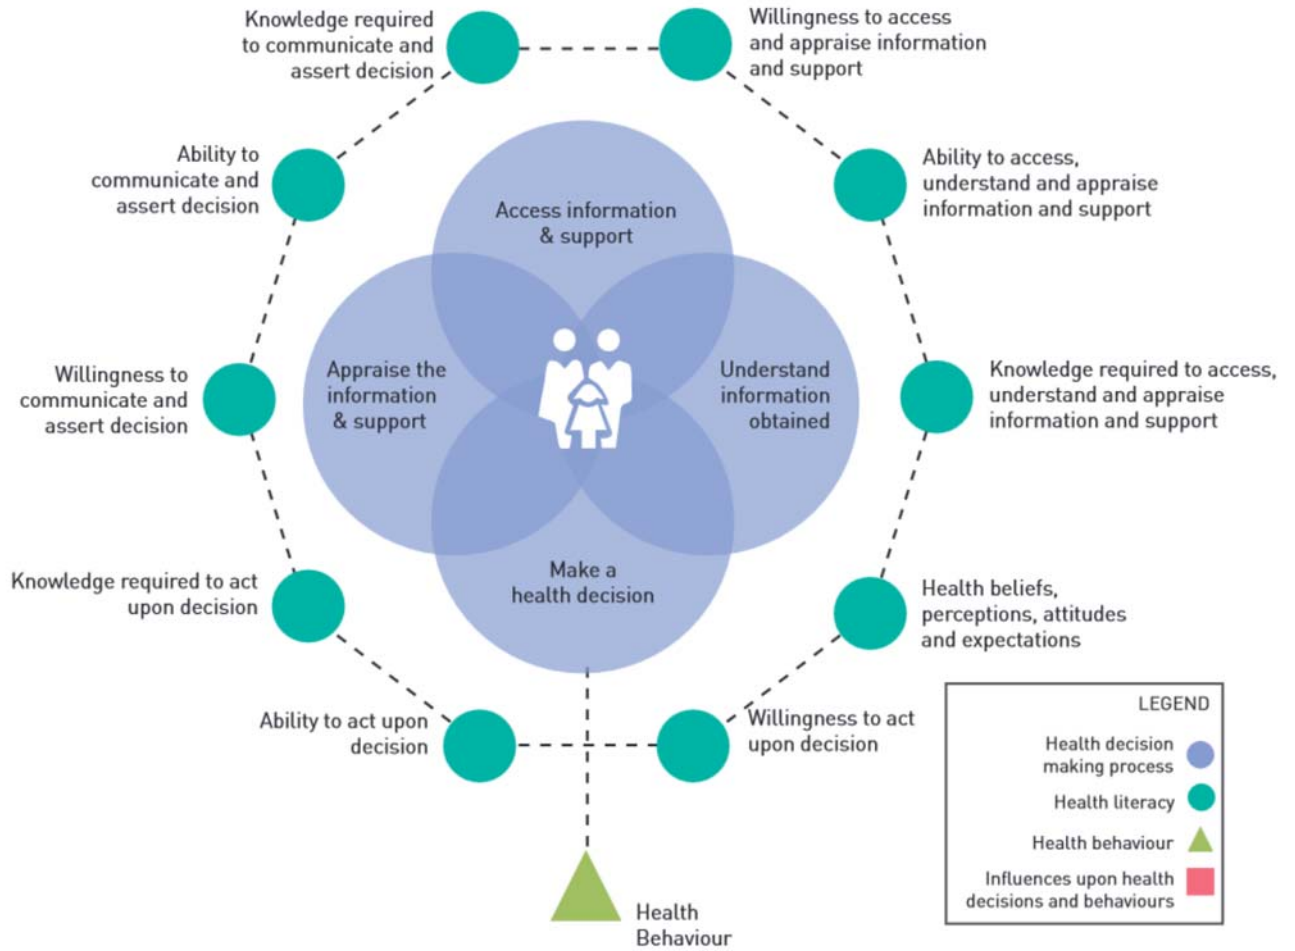 Knowledge required
to communicate and
assert decision
Willingness to access
and appraise information
and support
Ability to
communicate and
assert decision
Ability to access,
understand and appraise
information and support
Access information
& support
Willingness to
communicate and
assert decision
Appraise the
information
& support
Understand
information
obtained
Knowledge required to access,
understand and appraise
information and support
Knowledge required to act
upon decision
Make a
health decision
Health beliefs,
perceptions, attitudes
and expectations
Ability to act upon
decision
Willingness to act
upon decision
Health
Behaviour
LEGEND
Health decision
making process
Health literacy
Health behaviour
Influences upon health
decisions and behaviours